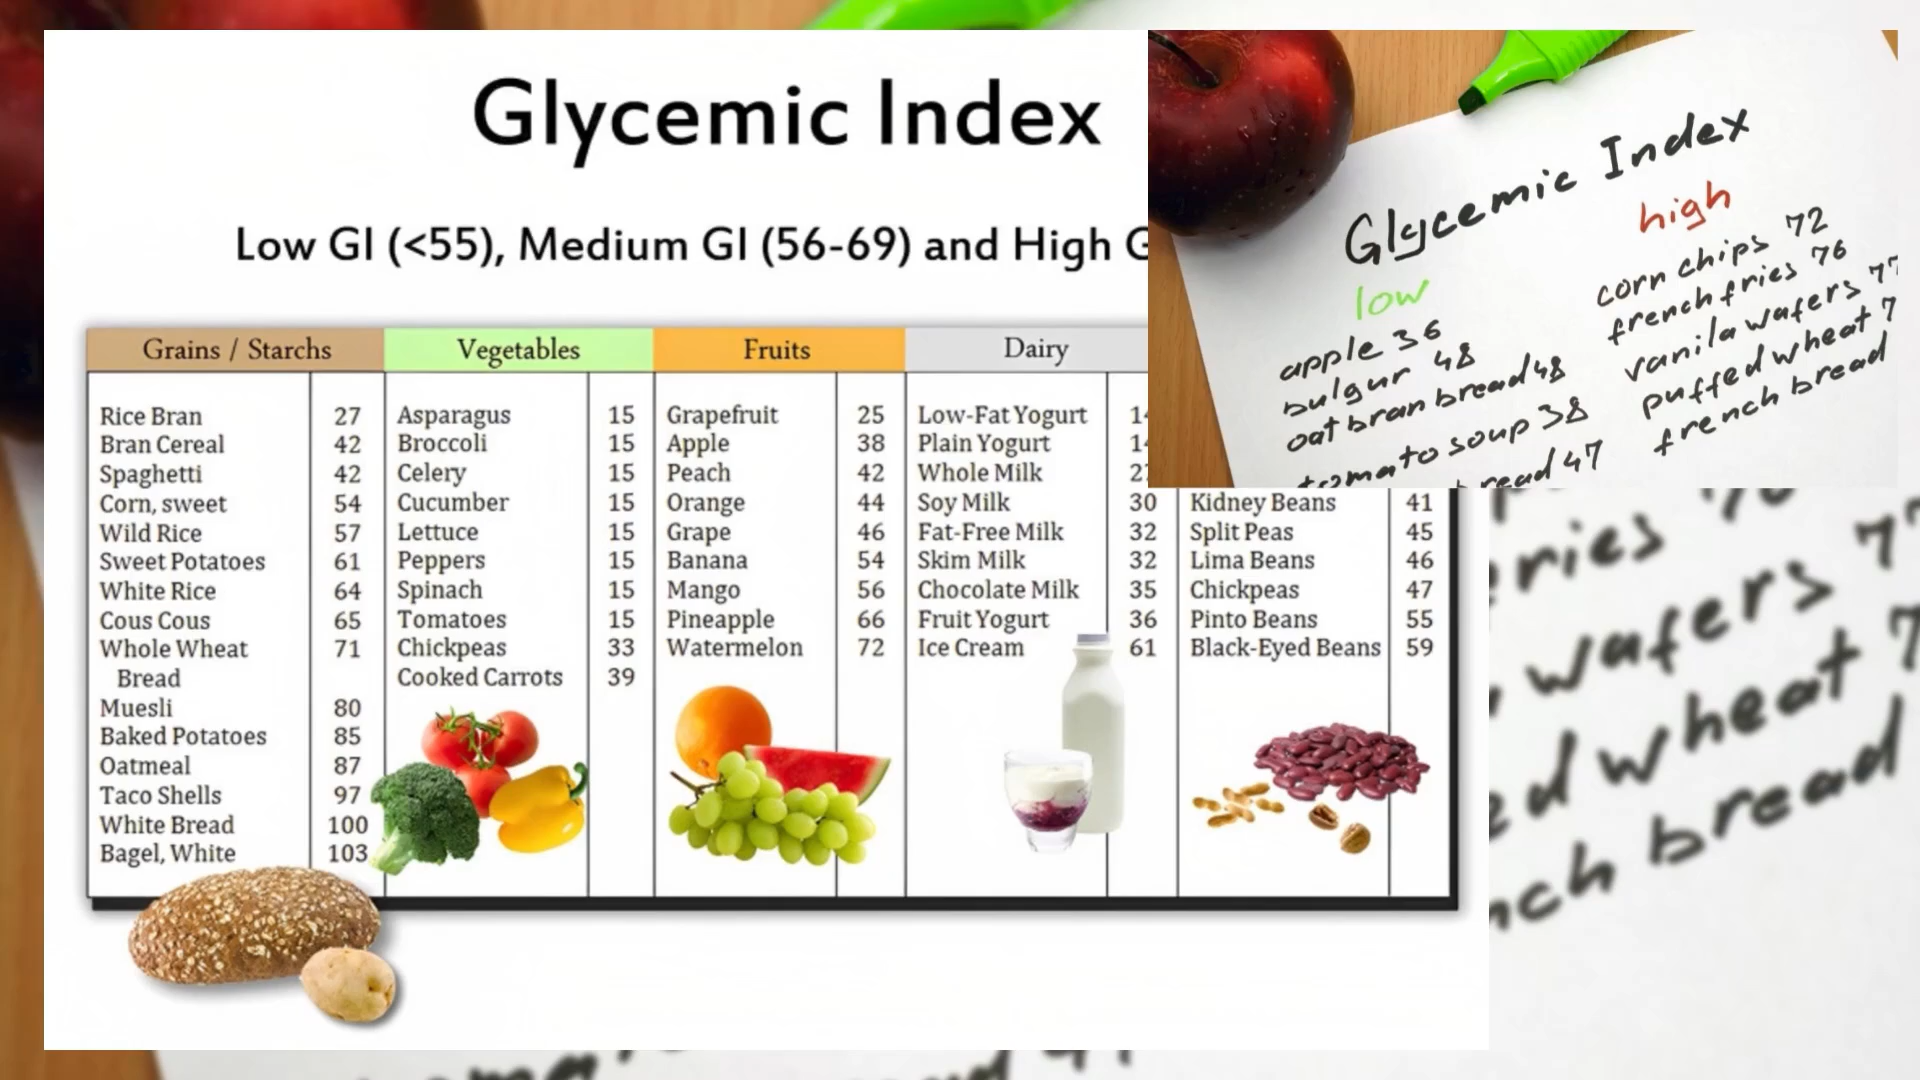 Glycemic Index
Low GI (<55), Medium GI (56-69) and High
Grains / Starchs
Rice Bran 27
Bran Cereal 42
Spaghetti 42
Corn, sweet 54
Wild Rice 57
Sweet Potatoes 61
White Rice 64
Cous Cous 65
Whole Wheat 71
Bread
Muesli 80
Baked Potatoes 85
Oatmeal 87
Taco Shells 97
White Bread 100
Bagel, White 103
Vegetables
Asparagus 15
Broccoli 15
Celery 15
Cucumber 15
Lettuce 15
Peppers 15
Spinach 15
Tomatoes 15
Chickpeas 33
Cooked Carrots 39
Fruits
Grapefruit 25
Apple 38
Peach 42
Orange 44
Grape 46
Banana 54
Mango 56
Pineapple 66
Watermelon 72
Dairy
Low-Fat Yogurt
Plain Yogurt
Whole Milk
Soy Milk 30
Fat-Free Milk 32
Skim Milk 32
Chocolate Milk 35
Fruit Yogurt 36
Ice Cream 61
Kidney Beans 41
Split Peas 45
Lima Beans 46
Chickpeas 47
Pinto Beans 55
Black-Eyed Beans 59
Glycemic Index
low
apple 36
bulgur 48
oat bran bread 48
tomato soup 38
47
high
corn chips 72
french fries 76
vanila wafers 77
puffed wheat
french bread
wafers
wheat
bread